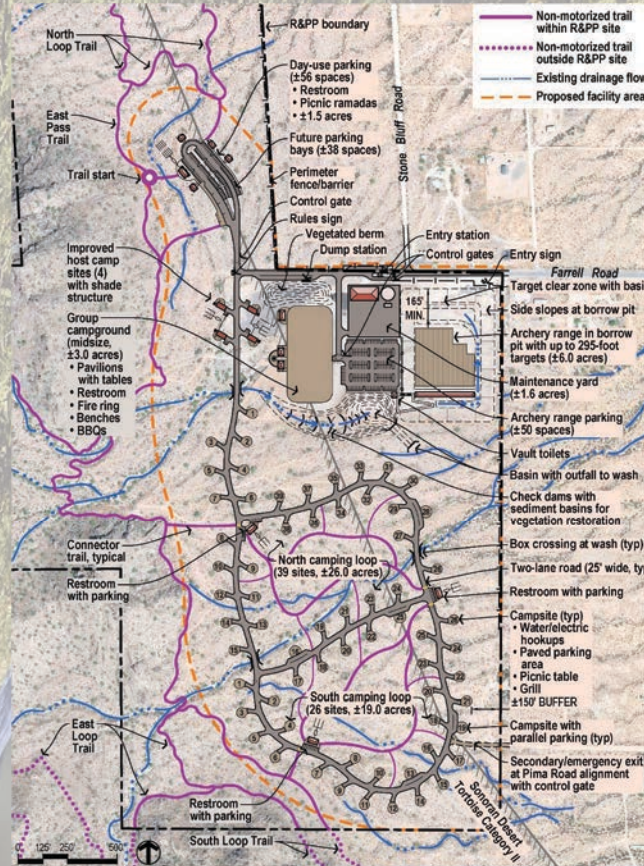 Non-motorized trail
within R&PP site
Non-motorized trail
outside R&PP site
Existing drainage flow
Proposed facility area
North
Loop Trail
East
Pass
Trail
Trail start
R&PP boundary
Day-use parking
(±56 spaces)
• Restroom
• Picnic ramadas
• ±1.5 acres
Future parking
bays (±38 spaces)
Perimeter
fence/barrier
Control gate
Rules sign
Vegetated berm
Dump station
Stone Bluff Road
Entry station
Control gates
Entry sign
Farrell Road
Target clear zone with basi
Side slopes at borrow pit
165'
MIN.
Archery range in borrow
pit with up to 295-foot
targets (±6.0 acres)
Maintenance yard
(±1.6 acres)
Archery range parking
(±50 spaces)
Vault toilets
Basin with outfall to wash
Check dams with
sediment basins for
vegetation restoration
Box crossing at wash (typ)
Two-lane road (25' wide, ty
Restroom with parking
Campsite (typ)
• Water/electric
hookups
• Paved parking
area
• Picnic table
• Grill
±150' BUFFER
Campsite with
parallel parking (typ)
Secondary/emergency exit
at Pima Road alignment
with control gate
Improved
host camp
sites (4)
with shade
structure
Group
campground
(midsize,
±3.0 acres)
• Pavilions
with tables
• Restroom
• Fire ring
• Benches
• BBQs
Connector
trail, typical
Restroom
with parking
North camping loop
(39 sites, ±26.0 acres)
South camping loop
(26 sites, ±19.0 acres)
East
Loop
Trail
Restroom
with parking
South Loop Trail
Sonoran Desert
Tortoise Category
0 125 250 500'